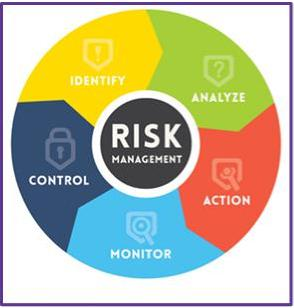 IDENTIFY
ANALYZE
RISK
MANAGEMENT
CONTROL
ACTION
MONITOR